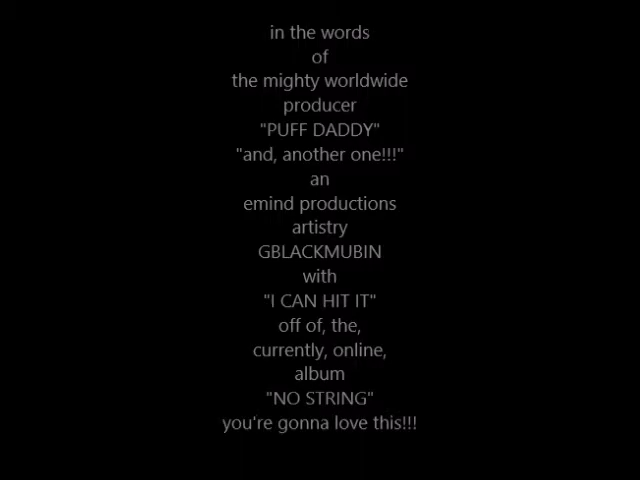 in the words
of
the mighty worldwide
producer
"PUFF DADDY"
"and, another one!!!"
an
emind productions
artistry
GBLACKMUBIN
with
"I CAN HIT IT"
off of, the,
currently, online,
album
"NO STRING"
you're gonna love this!!!